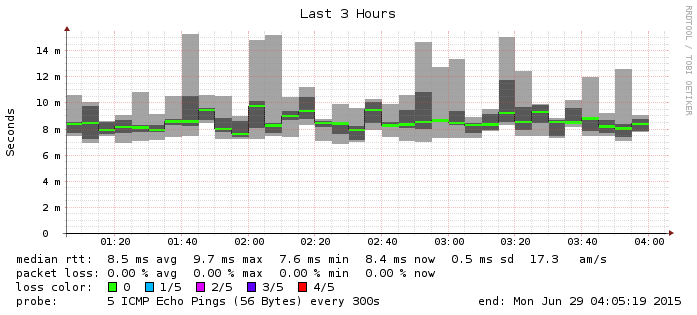 Last 3 Hours
RRDTOOL / TOBI OETIKER
Seconds
14 m
12 m
10 m
8 m
6 m
4 m
2 m
0
01:20 01:40 02:00 02:20 02:40 03:00 03:20 03:40 04:00
median rtt: 8.5 ms avg 9.7 ms max 7.6 ms min 8.4 ms now 0.5 ms sd 17.3 am/s
packet loss: 0.00 % avg 0.00 % max 0.00 % min 0.00 % now
loss color: 0 1/5 2/5 3/5 4/5
probe: 5 ICMP Echo Pings (56 Bytes) every 300s end: Mon Jun 29 04:05:19 2015